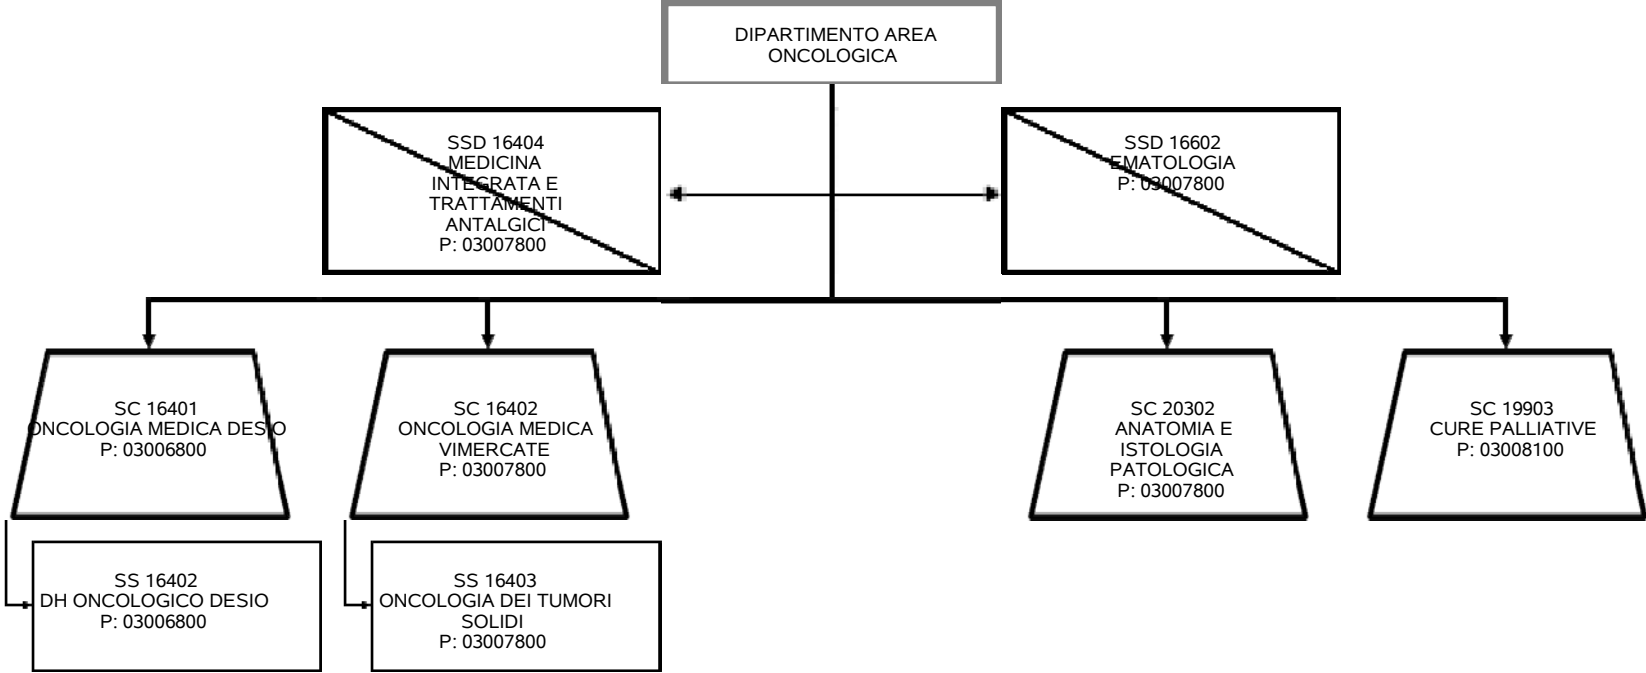 DIPARTIMENTO AREA
ONCOLOGICA
SSD 16404
MEDICINA
INTEGRATA E
TRATTAMENTI
ANTALGICI
P: 03007800
SSD 16602
EMATOLOGIA
P: 03007800
SC 16401
ONCOLOGIA MEDICA DESIO
P: 03006800
SC 16402
ONCOLOGIA MEDICA
VIMERCATE
P: 03007800
SC 20302
ANATOMIA E
ISTOLOGIA
PATOLOGICA
P: 03007800
SC 19903
CURE PALLIATIVE
P: 03008100
SS 16402
DH ONCOLOGICO DESIO
P: 03006800
SS 16403
ONCOLOGIA DEI TUMORI
SOLIDI
P: 03007800